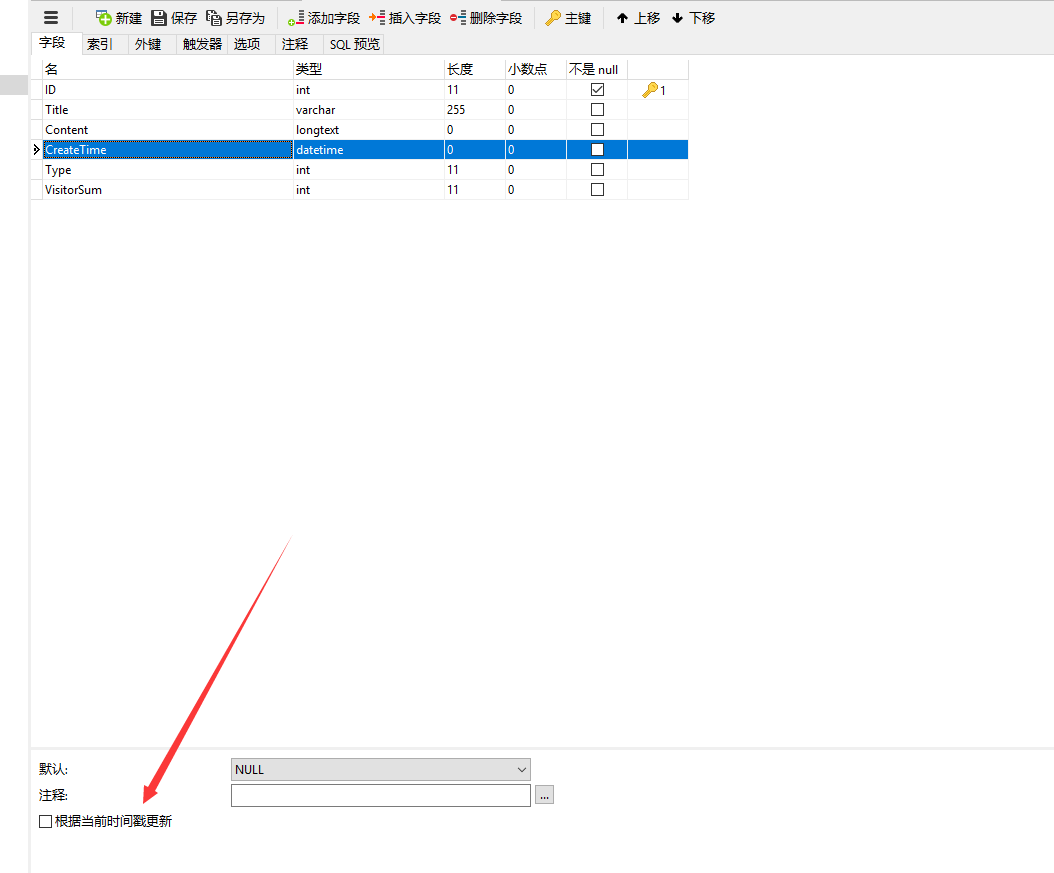 新建 保存 另存为 添加字段 插入字段 删除字段 主键 上移 下移
字段 索引 外键 触发器 选项 注释 SQL 预览
名 类型 长度 小数点 不是 null
ID int 11 0 1
Title varchar 255 0
Content longtext 0 0
CreateTime datetime 0 0
Type int 11 0
VisitorSum int 11 0
默认: NULL
注释: ...
根据当前时间戳更新